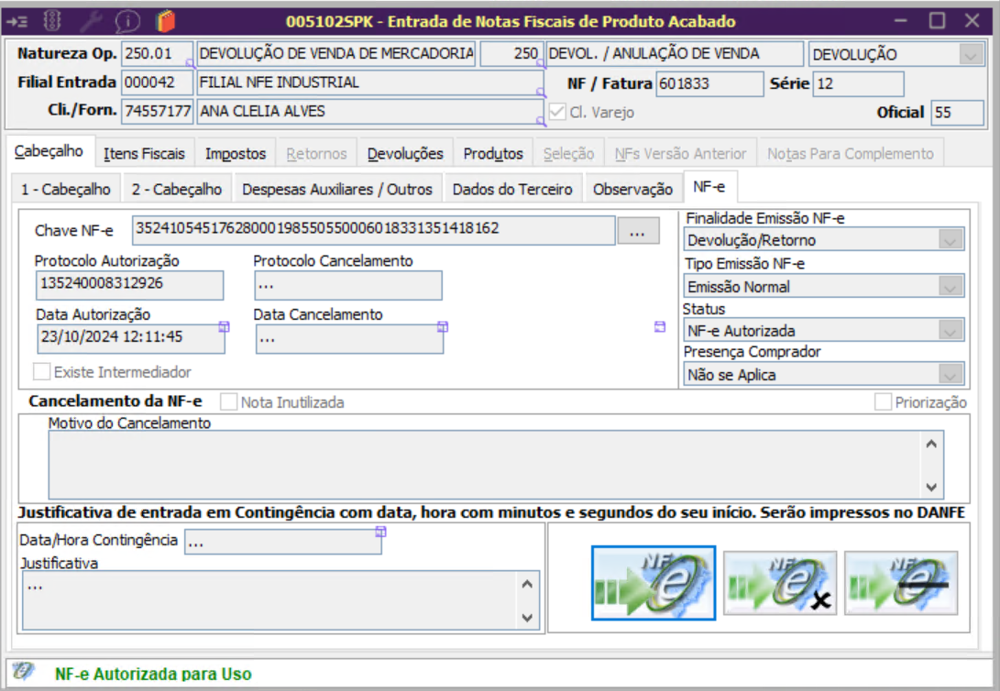 005102SPK - Entrada de Notas Fiscais de Produto Acabado
Natureza Op. 250.01 DEVOLUÇÃO DE VENDA DE MERCADORIA 250 DEVOL. / ANULAÇÃO DE VENDA DEVOLUÇÃO
Filial Entrada 000042 FILIAL NFE INDUSTRIAL NF / Fatura 601833 Série 12
Cli./Forn. 74557177 ANA CLELIA ALVES Cl. Varejo Oficial 55
Cabeçalho Itens Fiscais Impostos Retornos Devoluções Produtos Seleção NFs Versão Anterior Notas Para Complemento
1 - Cabeçalho 2 - Cabeçalho Despesas Auxiliares / Outros Dados do Terceiro Observação NF-e
Chave NF-e 35241054517628000198550550006018331351418162 ...
Finalidade Emissão NF-e
Devolução/Retorno
Protocolo Autorização Protocolo Cancelamento Tipo Emissão NF-e
135240008312926 ... Emissão Normal
Data Autorização Data Cancelamento Status
23/10/2024 12:11:45 ... NF-e Autorizada
Presença Comprador
Existe Intermediador Não se Aplica
Cancelamento da NF-e Nota Inutilizada Priorização
Motivo do Cancelamento
Justificativa de entrada em Contingência com data, hora com minutos e segundos do seu início. Serão impressos no DANFE
Data/Hora Contingência ...
Justificativa
...
NF e NF e NF e
NF-e Autorizada para Uso